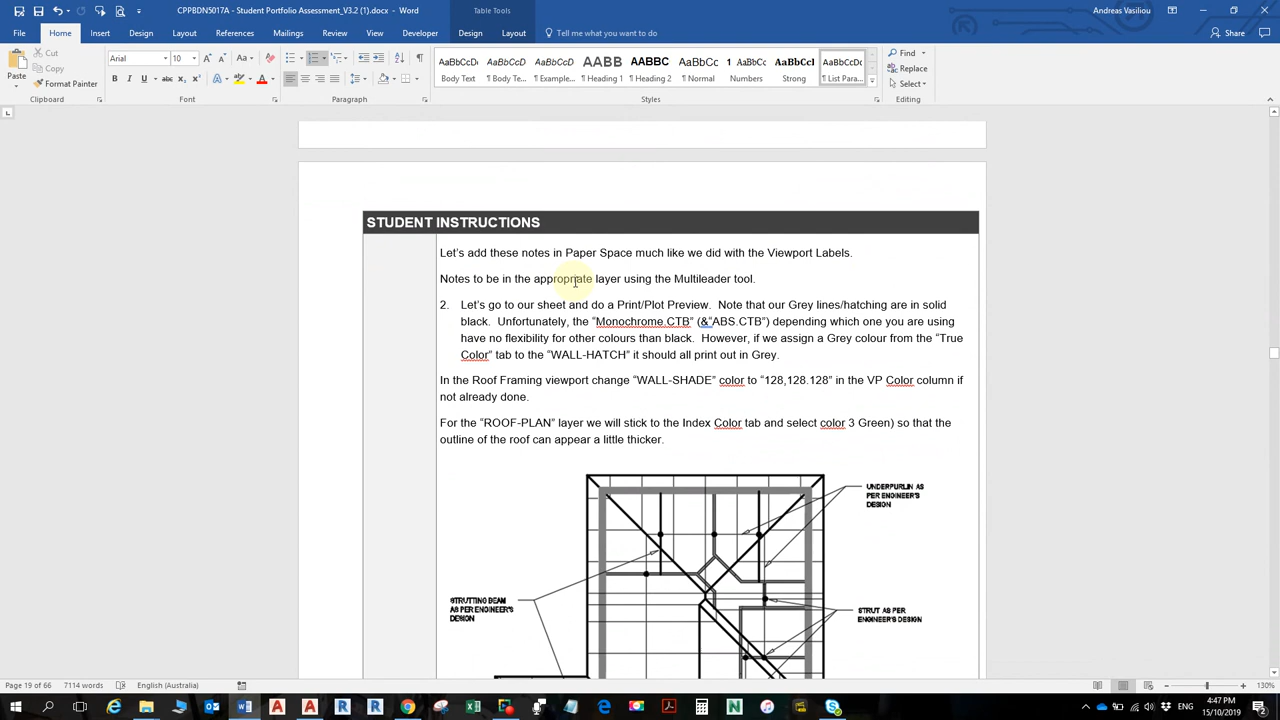 CPPBDN5017A - Student Portfolio Assessment_V3.2 (1).docx - Word
Table Tools
Andreas Vasiliou
File Home Insert Draw Design Layout References Mailings Review View Developer Design Layout Tell me what you want to do
Share
Paste
Cut
Copy
Format Painter
Clipboard
Arial 10
Font
Paragraph
AaBbCcDc AaBbCcD AaBbCcD AABB AABBC AaBbCc 1 AaBbCc AaBbCcl AaBbCcDc
Body Text ¶ Body Te... ¶ Example... ¶ Heading 1 ¶ Heading 2 ¶ Normal Numbers Strong ¶ List Para...
Styles
Find
Replace
Select
Editing
STUDENT INSTRUCTIONS
Let's add these notes in Paper Space much like we did with the Viewport Labels.
Notes to be in the appropriate layer using the Multileader tool.
2. Let's go to our sheet and do a Print/Plot Preview. Note that our Grey lines/hatching are in solid
black. Unfortunately, the "Monochrome.CTB" (&"ABS.CTB") depending which one you are using
have no flexibility for other colours than black. However, if we assign a Grey colour from the "True
Color" tab to the "WALL-HATCH" it should all print out in Grey.
In the Roof Framing viewport change "WALL-SHADE" color to "128,128.128" in the VP Color column if
not already done.
For the "ROOF-PLAN" layer we will stick to the Index Color tab and select color 3 Green) so that the
outline of the roof can appear a little thicker.
UNDERPURLIN AS
PER ENGINEER'S
DESIGN
STRUTTING BEAM
AS PER ENGINEER'S
DESIGN
STRUT AS PER
ENGINEER'S DESIGN
Page 19 of 66 7114 words English (Australia) 130%
4:47 PM
15/10/2019